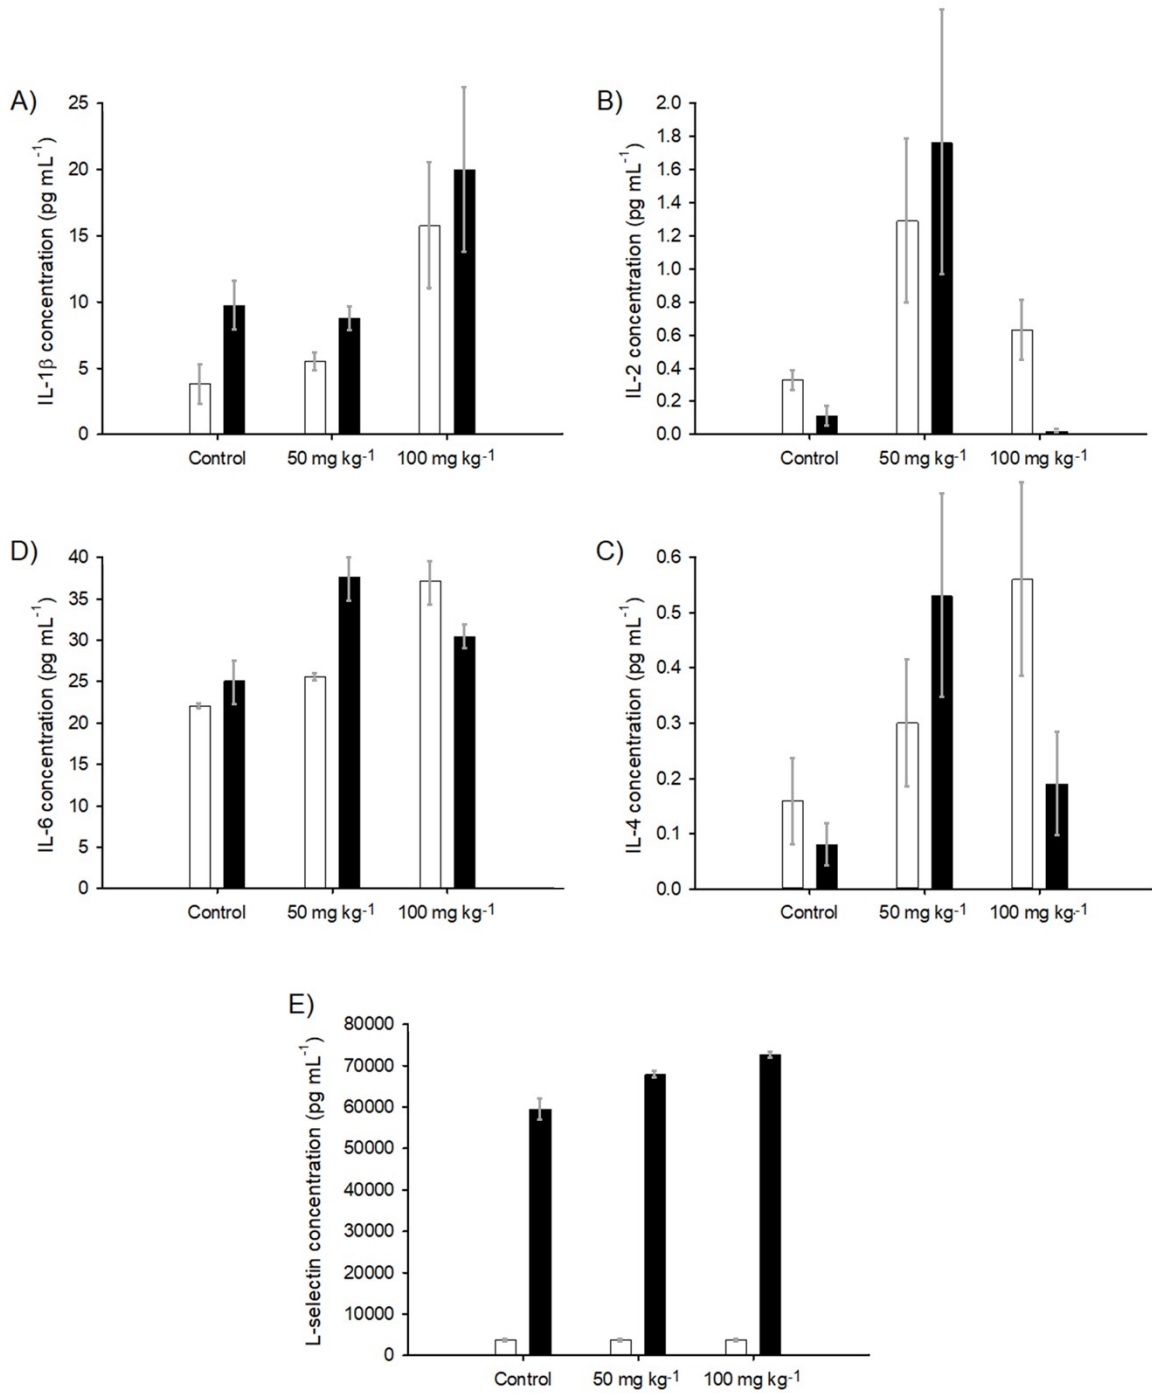 A)
IL-1β concentration (pg mL⁻¹)
25
20
15
10
5
0
Control 50 mg kg⁻¹ 100 mg kg⁻¹
B)
IL-2 concentration (pg mL⁻¹)
2.0
1.8
1.6
1.4
1.2
1.0
0.8
0.6
0.4
0.2
0.0
Control 50 mg kg⁻¹ 100 mg kg⁻¹
D)
IL-6 concentration (pg mL⁻¹)
40
35
30
25
20
15
10
5
0
Control 50 mg kg⁻¹ 100 mg kg⁻¹
C)
IL-4 concentration (pg mL⁻¹)
0.6
0.5
0.4
0.3
0.2
0.1
0.0
Control 50 mg kg⁻¹ 100 mg kg⁻¹
E)
L-selectin concentration (pg mL⁻¹)
80000
70000
60000
50000
40000
30000
20000
10000
0
Control 50 mg kg⁻¹ 100 mg kg⁻¹